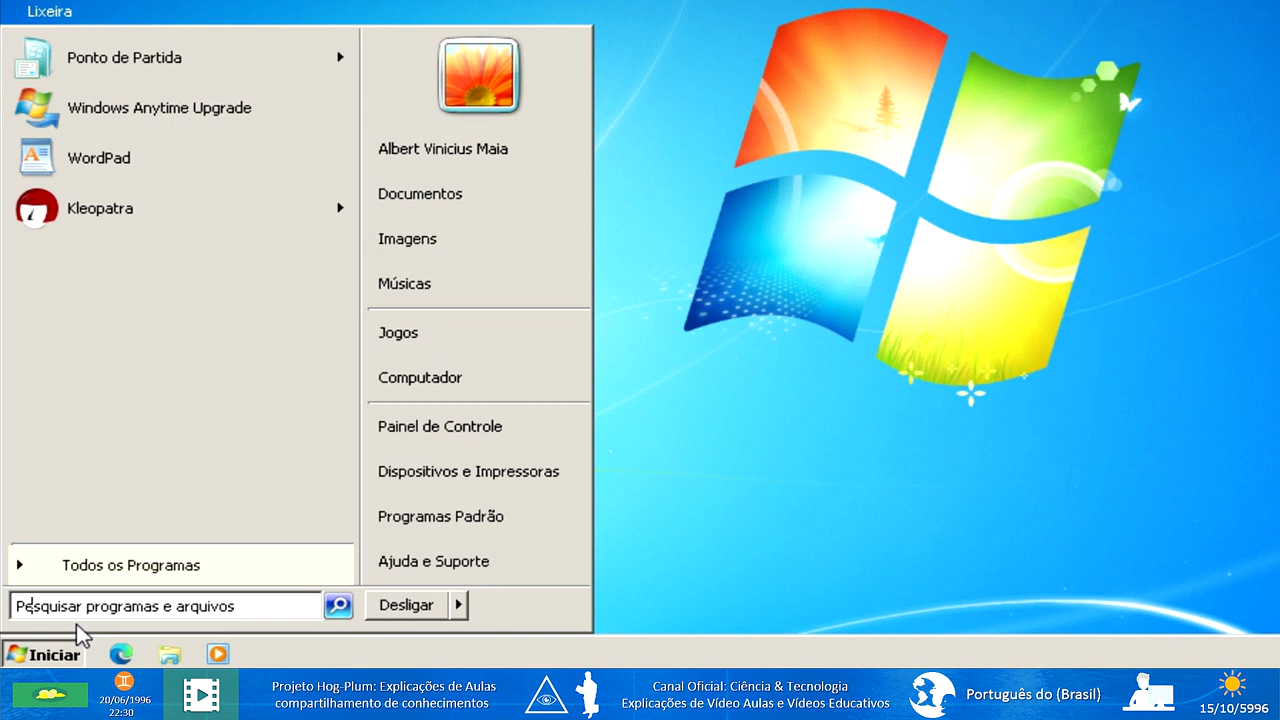 Lixeira
Ponto de Partida
Windows Anytime Upgrade
WordPad
Kleopatra
Todos os Programas
Pesquisar programas e arquivos
Albert Vinicius Maia
Documentos
Imagens
Músicas
Jogos
Computador
Painel de Controle
Dispositivos e Impressoras
Programas Padrão
Ajuda e Suporte
Desligar
Iniciar
20/06/1996
22:30
Projeto Hog-Plum: Explicações de Aulas
compartilhamento de conhecimentos
Canal Oficial: Ciência & Tecnologia
Explicações de Vídeo Aulas e Vídeos Educativos
Português do (Brasil)
15/10/5996